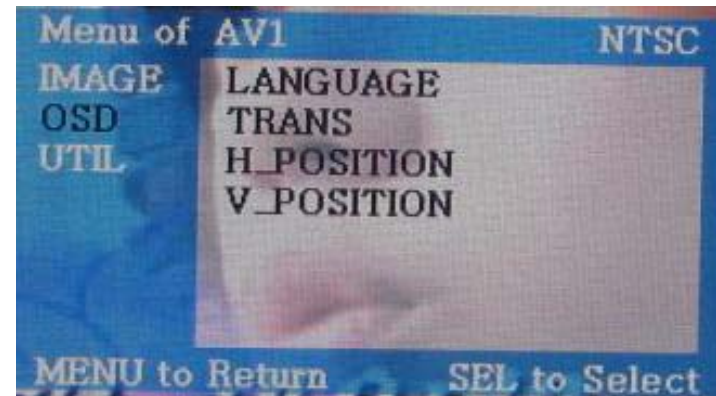 Menu of AV1 NTSC
IMAGE LANGUAGE
OSD TRANS
UTIL H_POSITION
V_POSITION
MENU to Return SEL to Select